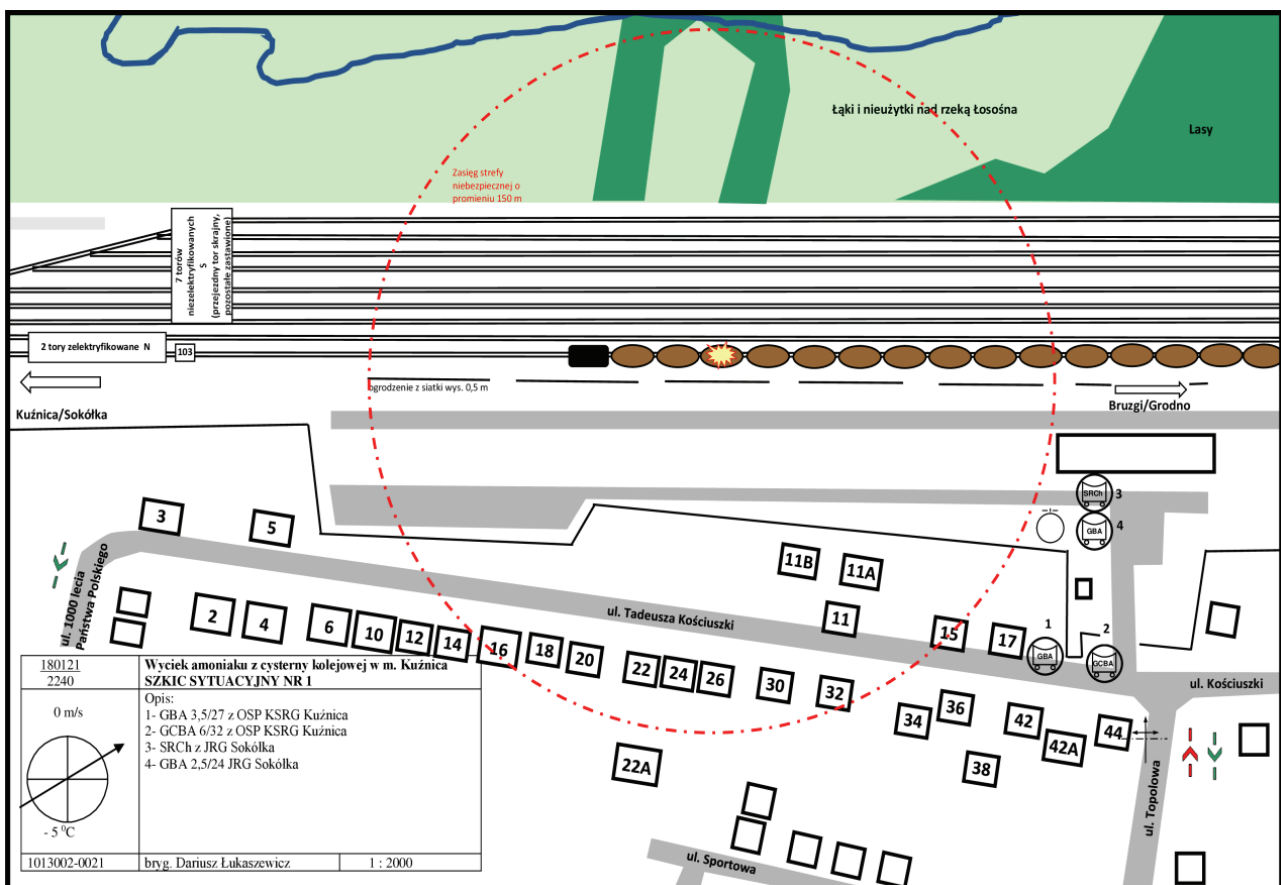 Łąki i nieużytki nad rzeką Łosośna
Lasy
Zasięg strefy
niebezpiecznej o
promieniu 150 m
7 torów
niezelektryfikowanych
S
(przejezdny tor skrajny,
pozostałe zastawione)
2 tory zelektryfikowane N
103
ogrodzenie z siatki wys. 0,5 m
Kuźnica/Sokółka
Bruzgi/Grodno
SRCh
3
GBA
4
3
5
11B
11A
11
15
17
1
GBA
2
GCBA
ul. 1000 lecia
Państwa Polskiego
ul. Tadeusza Kościuszki
ul. Kościuszki
2
4
6
10
12
14
16
18
20
22
24
26
30
32
34
36
42
42A
44
38
22A
ul. Topolowa
ul. Sportowa
180121
2240
Wyciek amoniaku z cysterny kolejowej w m. Kuźnica
SZKIC SYTUACYJNY NR 1
0 m/s
- 5 ⁰C
Opis:
1- GBA 3,5/27 z OSP KSRG Kuźnica
2- GCBA 6/32 z OSP KSRG Kuźnica
3- SRCh z JRG Sokółka
4- GBA 2,5/24 JRG Sokółka
1013002-0021
bryg. Dariusz Łukaszewicz
1 : 2000